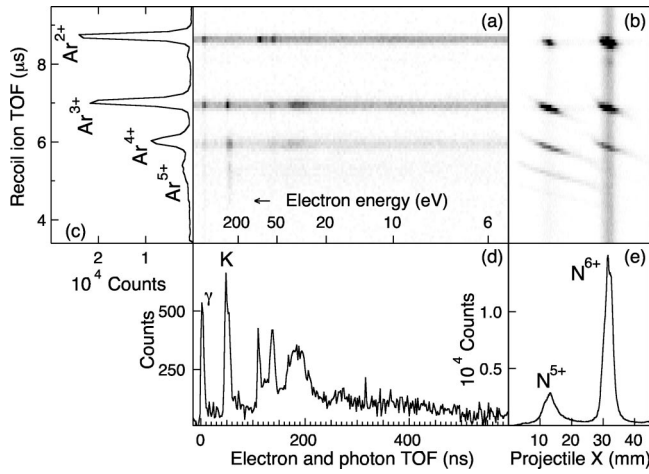 (a)
(b)
Recoil ion TOF (μs)
8
6
4
Ar2+
Ar3+
Ar4+
Ar5+
← Electron energy (eV)
200 50 20 10 6
(c)
2 1
10^4 Counts
(d)
γ
K
Counts
500
250
0 200 400
Electron and photon TOF (ns)
(e)
N6+
N5+
10^4 Counts
1.0
0.5
10 20 30 40
Projectile X (mm)